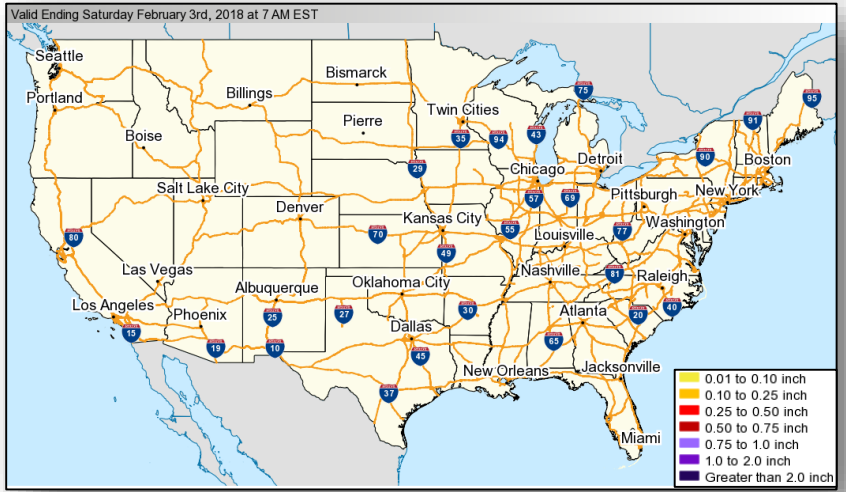 Valid Ending Saturday February 3rd, 2018 at 7 AM EST
Seattle
Portland
Billings
Bismarck
Boise
Pierre
Twin Cities
75
95
91
35
94
43
90
29
Chicago
Detroit
Boston
Salt Lake City
57
69
Pittsburgh
New York
Denver
Kansas City
80
70
55
Louisville
77
Washington
49
Las Vegas
Nashville
81
Raleigh
Albuquerque
Oklahoma City
Los Angeles
Phoenix
25
27
30
Atlanta
20
40
15
Dallas
19
10
45
65
New Orleans
Jacksonville
37
Miami
0.01 to 0.10 inch
0.10 to 0.25 inch
0.25 to 0.50 inch
0.50 to 0.75 inch
0.75 to 1.0 inch
1.0 to 2.0 inch
Greater than 2.0 inch